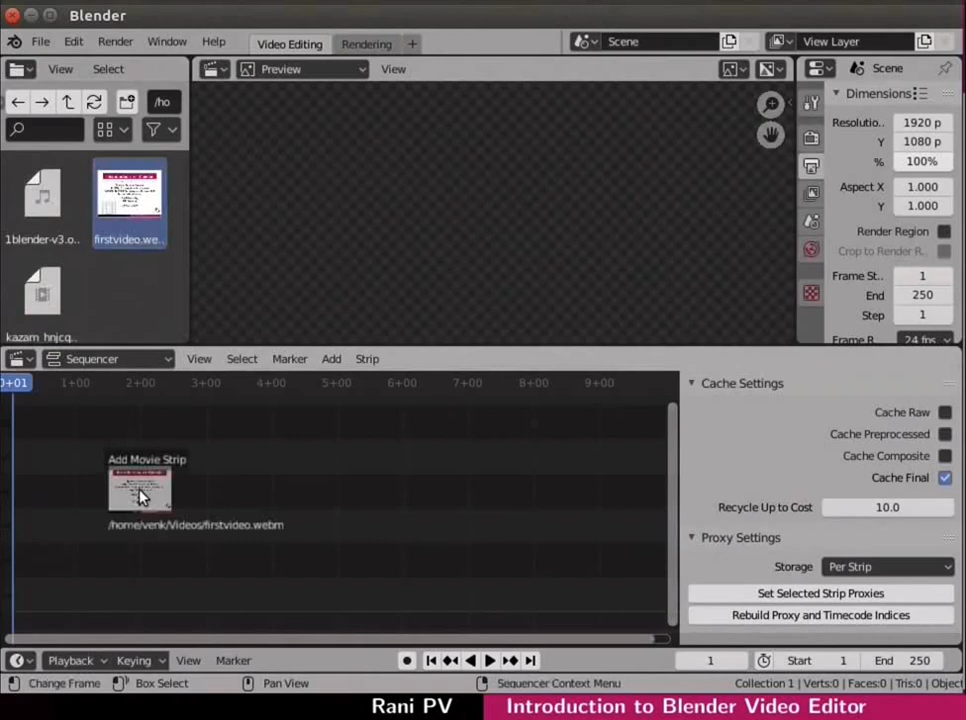 Blender
File Edit Render Window Help Video Editing Rendering + Scene View Layer
View Select Preview View Scene
/ho
Dimensions
Resolutio.. 1920 p
Y 1080 p
% 100%
Aspect X 1.000
Y 1.000
Render Region
Crop to Render R..
Frame St.. 1
End 250
Step 1
Frame R 24 fps
1blender-v3.o.. firstvideo.we..
kazam_hnjcq..
Sequencer View Select Marker Add Strip
0+01 1+00 2+00 3+00 4+00 5+00 6+00 7+00 8+00 9+00
Add Movie Strip
/home/venk/Videos/firstvideo.webm
Cache Settings
Cache Raw
Cache Preprocessed
Cache Composite
Cache Final
Recycle Up to Cost 10.0
Proxy Settings
Storage Per Strip
Set Selected Strip Proxies
Rebuild Proxy and Timecode Indices
Playback Keying View Marker 1 Start 1 End 250
Change Frame Box Select Pan View Sequencer Context Menu Collection 1 | Verts:0 | Faces:0 | Tris:0 | Object
Rani PV Introduction to Blender Video Editor